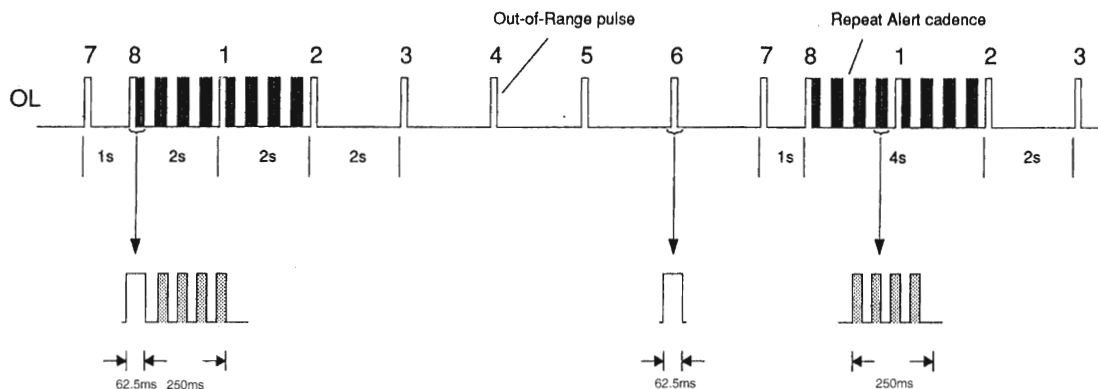 Out-of-Range pulse
Repeat Alert cadence
7 8 1 2 3 4 5 6 7 8 1 2 3
OL
1s 2s 2s 2s 1s 4s 2s
62.5ms 250ms 62.5ms 250ms